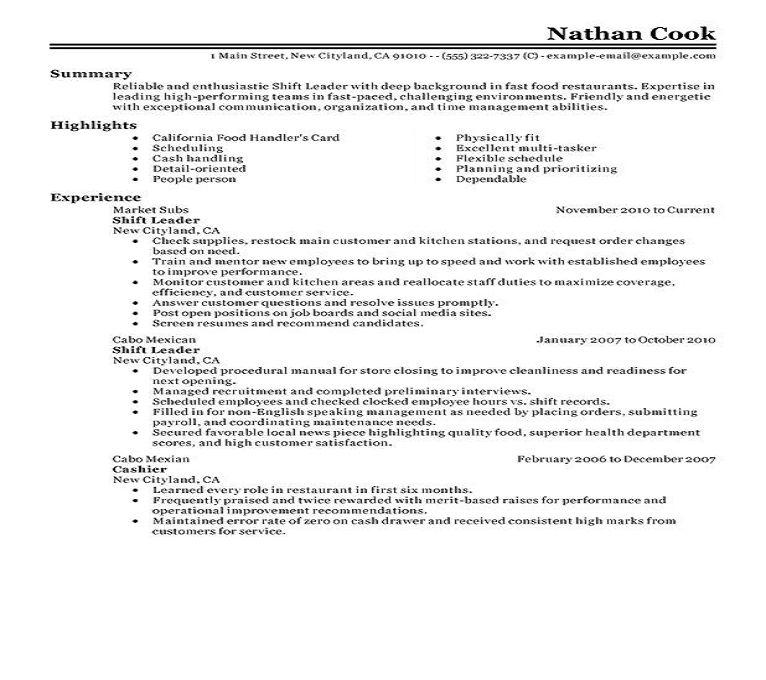 Nathan Cook
1 Main Street, New Cityland, CA 91010 - - (555) 322-7337 (C) - example-email@example.com
Summary
Reliable and enthusiastic Shift Leader with deep background in fast food restaurants. Expertise in
leading high-performing teams in fast-paced, challenging environments. Friendly and energetic
with exceptional communication, organization, and time management abilities.
Highlights
• California Food Handler's Card
• Scheduling
• Cash handling
• Detail-oriented
• People person
• Physically fit
• Excellent multi-tasker
• Flexible schedule
• Planning and prioritizing
• Dependable
Experience
Market Subs November 2010 to Current
Shift Leader
New Cityland, CA
• Check supplies, restock main customer and kitchen stations, and request order changes
based on need.
• Train and mentor new employees to bring up to speed and work with established employees
to improve performance.
• Monitor customer and kitchen areas and reallocate staff duties to maximize coverage,
efficiency, and customer service.
• Answer customer questions and resolve issues promptly.
• Post open positions on job boards and social media sites.
• Screen resumes and recommend candidates.
Cabo Mexican January 2007 to October 2010
Shift Leader
New Cityland, CA
• Developed procedural manual for store closing to improve cleanliness and readiness for
next opening.
• Managed recruitment and completed preliminary interviews.
• Scheduled employees and checked clocked employee hours vs. shift records.
• Filled in for non-English speaking management as needed by placing orders, submitting
payroll, and coordinating maintenance needs.
• Secured favorable local news piece highlighting quality food, superior health department
scores, and high customer satisfaction.
Cabo Mexian February 2006 to December 2007
Cashier
New Cityland, CA
• Learned every role in restaurant in first six months.
• Frequently praised and twice rewarded with merit-based raises for performance and
operational improvement recommendations.
• Maintained error rate of zero on cash drawer and received consistent high marks from
customers for service.